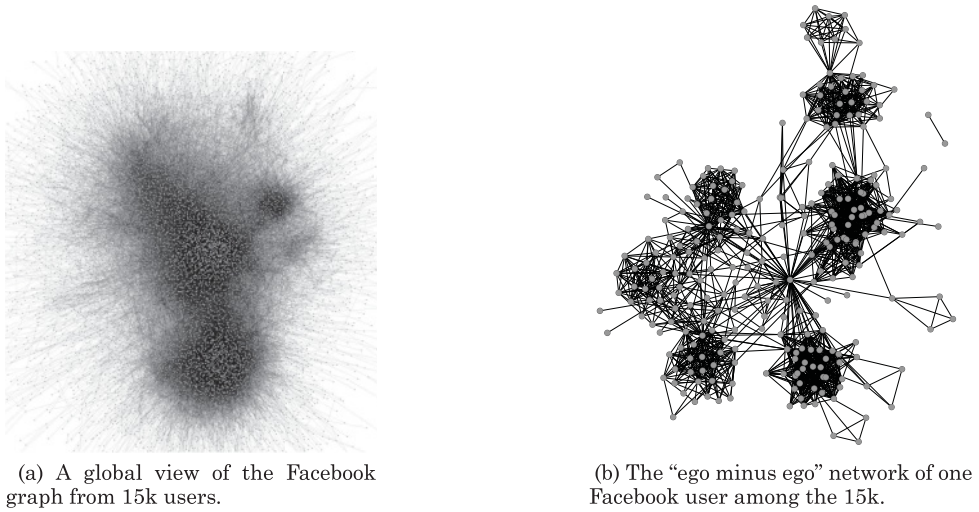 (a) A global view of the Facebook
graph from 15k users.
(b) The “ego minus ego” network of one
Facebook user among the 15k.